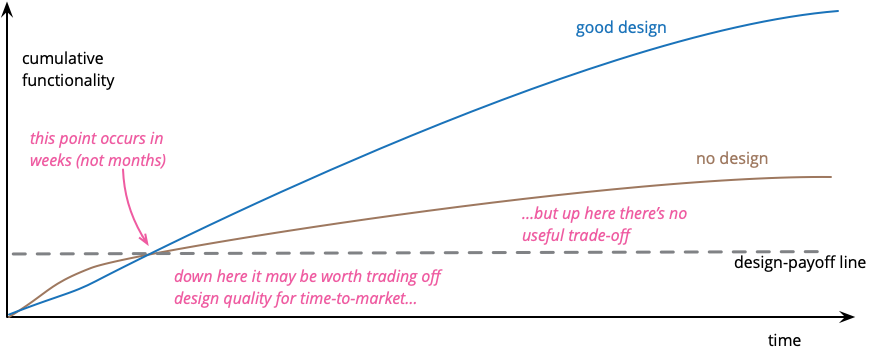 good design
cumulative
functionality
this point occurs in
weeks (not months)
no design
...but up here there's no
useful trade-off
design-payoff line
down here it may be worth trading off
design quality for time-to-market...
time